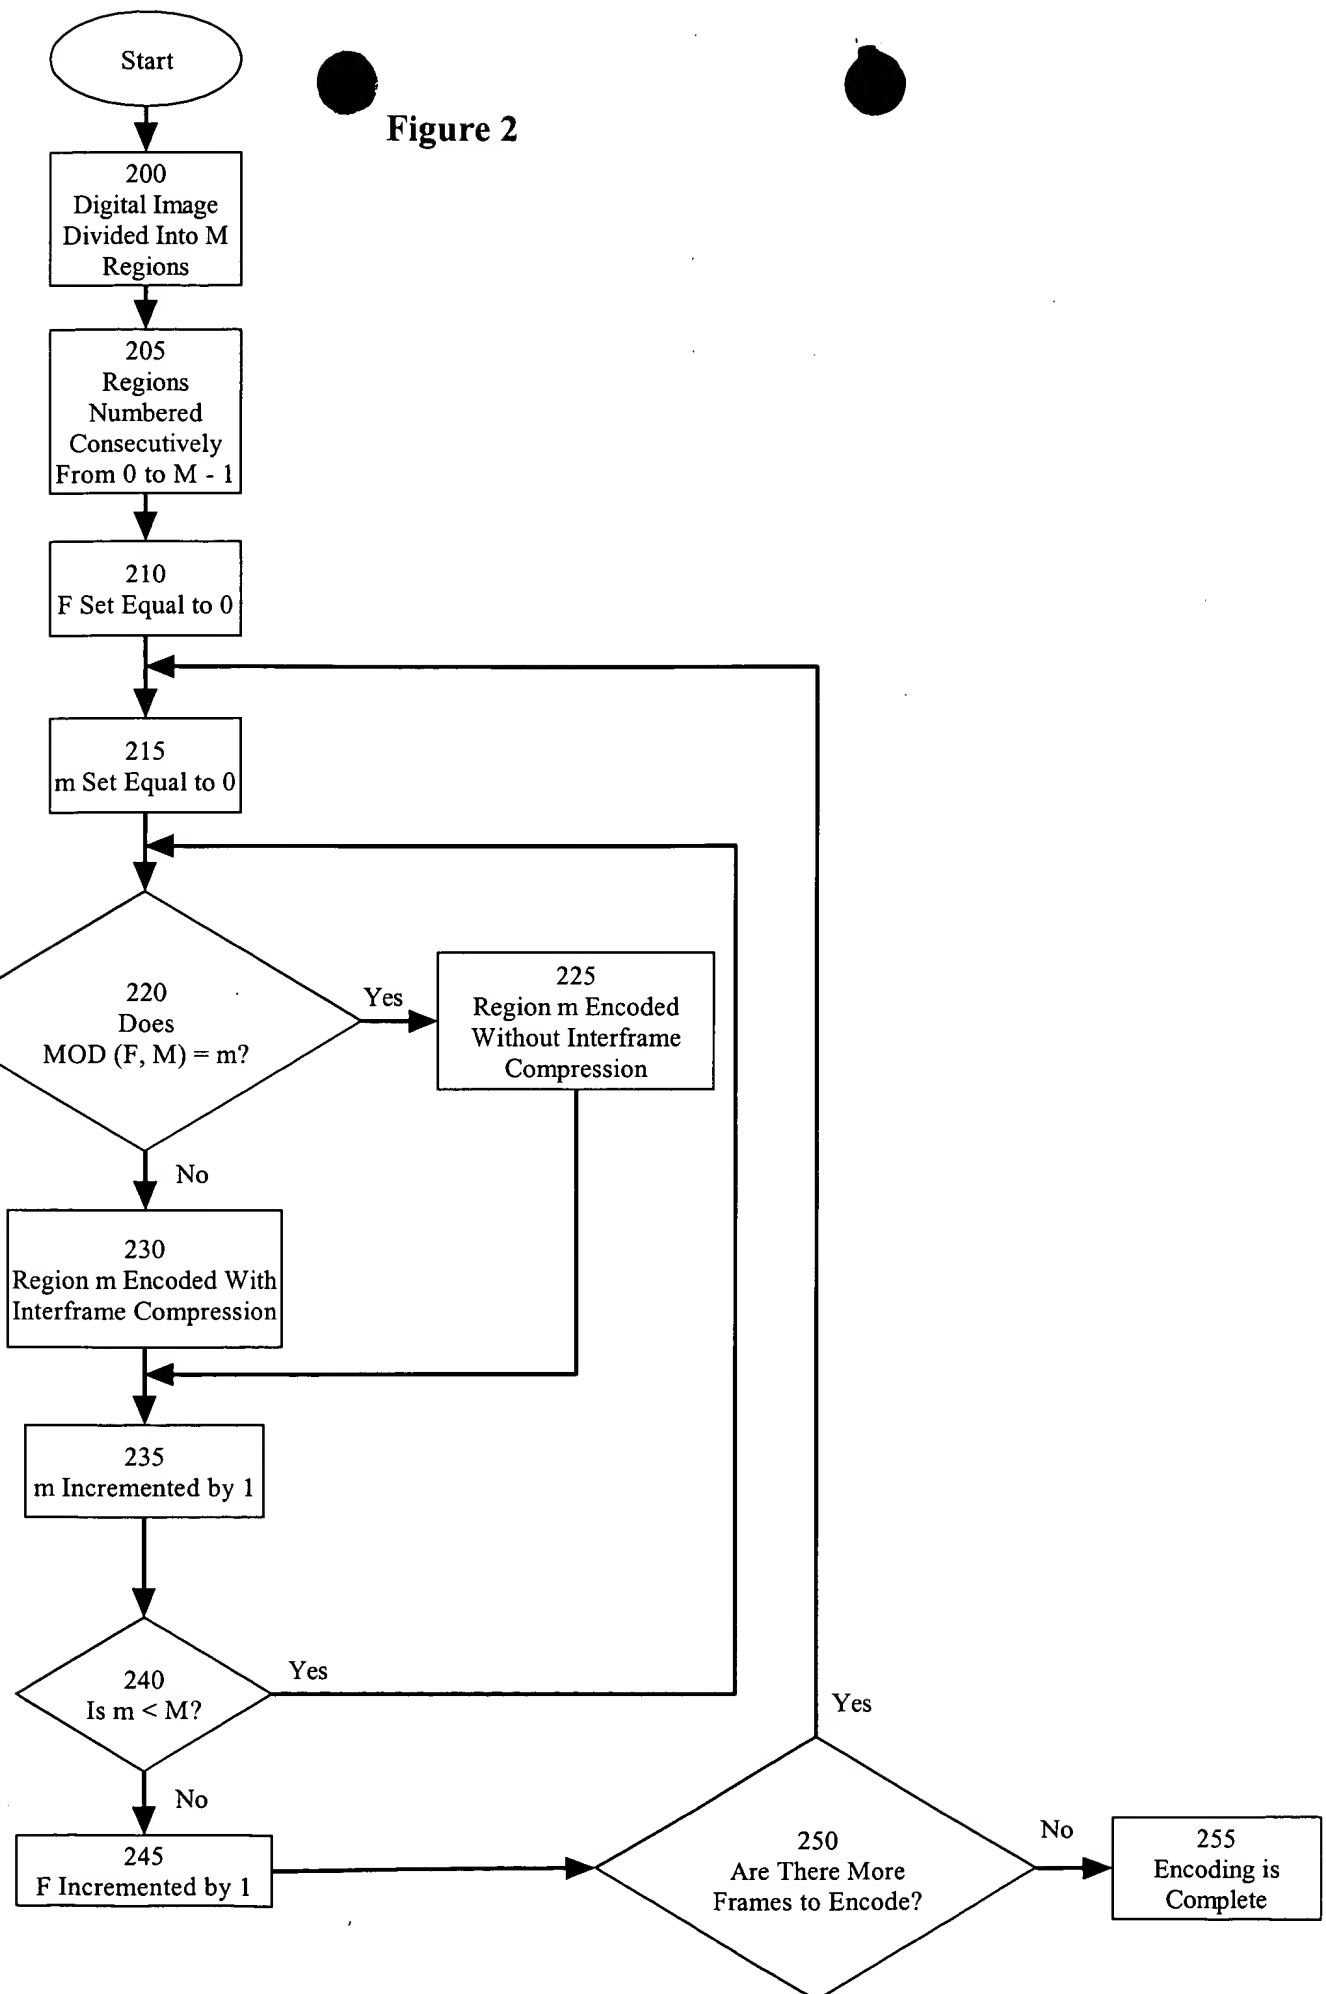 Start
Figure 2
200
Digital Image
Divided Into M
Regions
205
Regions
Numbered
Consecutively
From 0 to M - 1
210
F Set Equal to 0
215
m Set Equal to 0
220
Does
MOD (F, M) = m?
Yes
225
Region m Encoded
Without Interframe
Compression
No
230
Region m Encoded With
Interframe Compression
235
m Incremented by 1
240
Is m < M?
Yes
No
245
F Incremented by 1
250
Are There More
Frames to Encode?
Yes
No
255
Encoding is
Complete